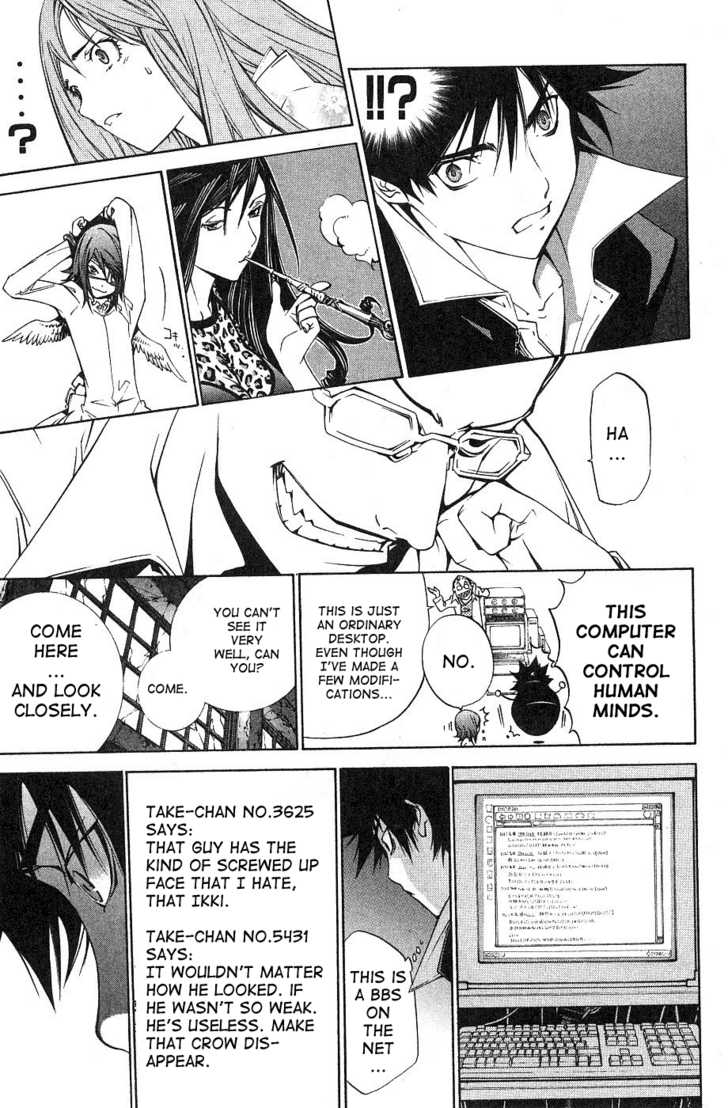 !!?
.....?
コキッ
HA
...
THIS
COMPUTER
CAN
CONTROL
HUMAN
MINDS.
NO.
THIS IS JUST
AN ORDINARY
DESKTOP.
EVEN THOUGH
I'VE MADE A
FEW MODIFI-
CATIONS...
YOU CAN'T
SEE IT
VERY
WELL, CAN
YOU?
COME.
COME
HERE
...
AND LOOK
CLOSELY.
THIS IS
A BBS
ON THE
NET
...
TAKE-CHAN NO.3625
SAYS:
THAT GUY HAS THE
KIND OF SCREWED UP
FACE THAT I HATE,
THAT IKKI.
TAKE-CHAN NO.5431
SAYS:
IT WOULDN'T MATTER
HOW HE LOOKED. IF
HE WASN'T SO WEAK.
HE'S USELESS. MAKE
THAT CROW DIS-
APPEAR.